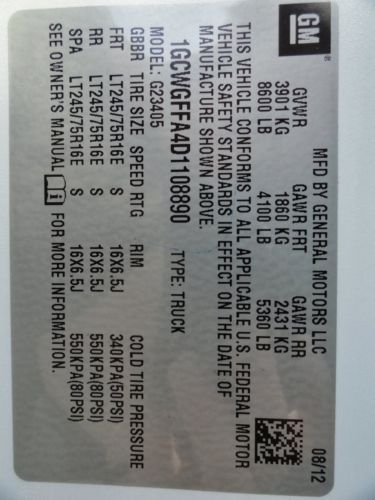 GM®
MFD BY GENERAL MOTORS LLC 08/12
GVWR GAWR FRT GAWR RR
3901 KG 1860 KG 2431 KG
8600 LB 4100 LB 5360 LB
THIS VEHICLE CONFORMS TO ALL APPLICABLE U.S. FEDERAL MOTOR
VEHICLE SAFETY STANDARDS IN EFFECT ON THE DATE OF
MANUFACTURE SHOWN ABOVE.
1GCWGFFA4D1108890 TYPE: TRUCK
MODEL: G23405
GBBR TIRE SIZE SPEED RTG RIM COLD TIRE PRESSURE
FRT LT245/75R16E S 16X6.5J 340KPA(50PSI)
RR LT245/75R16E S 16X6.5J 550KPA(80PSI)
SPA LT245/75R16E S 16X6.5J 550KPA(80PSI)
SEE OWNER'S MANUAL FOR MORE INFORMATION.